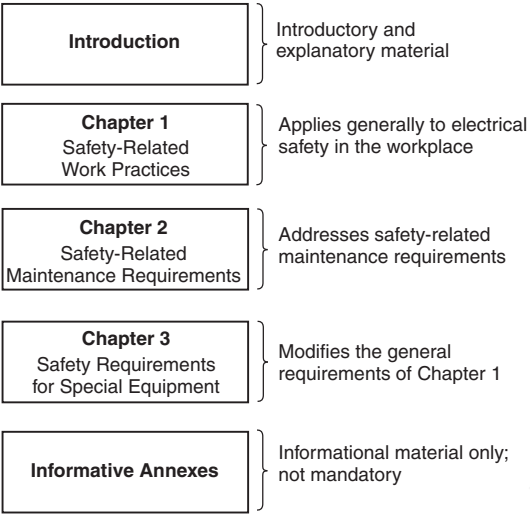 Introduction
Introductory and
explanatory material
Chapter 1
Safety-Related
Work Practices
Applies generally to electrical
safety in the workplace
Chapter 2
Safety-Related
Maintenance Requirements
Addresses safety-related
maintenance requirements
Chapter 3
Safety Requirements
for Special Equipment
Modifies the general
requirements of Chapter 1
Informative Annexes
Informational material only;
not mandatory